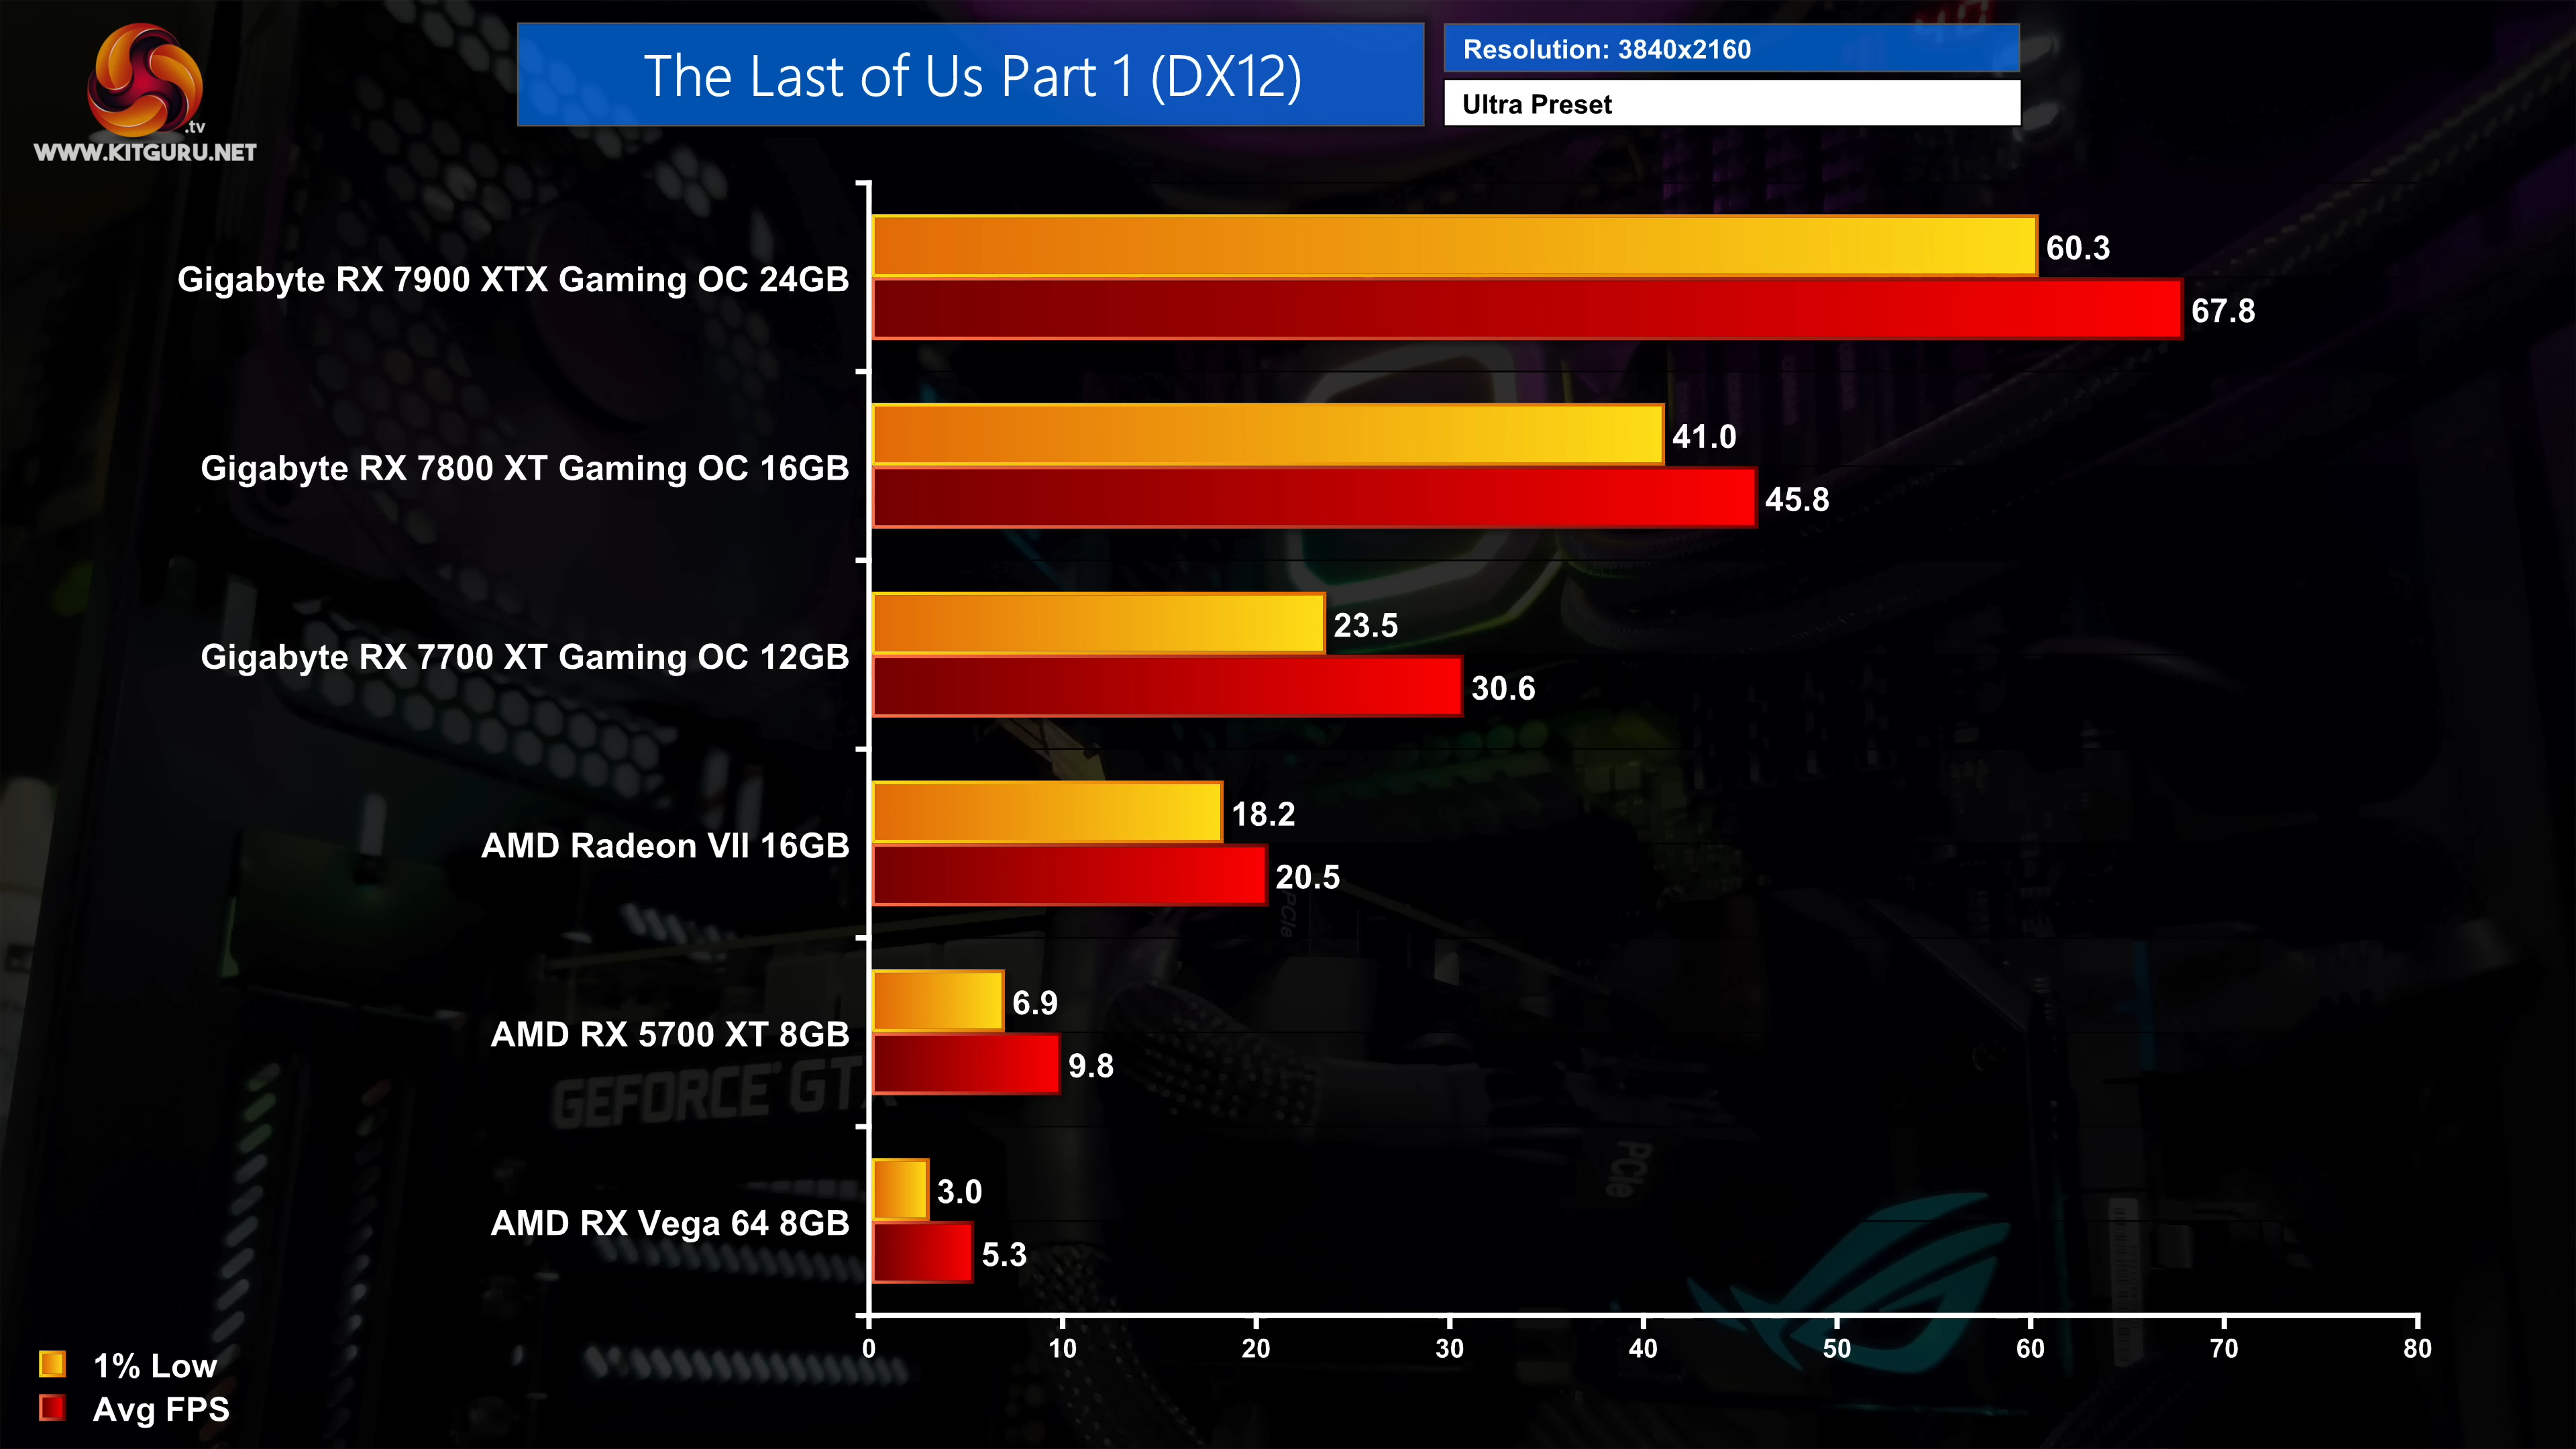 .tv
WWW.KITGURU.NET
The Last of Us Part 1 (DX12)
Resolution: 3840x2160
Ultra Preset
Gigabyte RX 7900 XTX Gaming OC 24GB
60.3
67.8
Gigabyte RX 7800 XT Gaming OC 16GB
41.0
45.8
Gigabyte RX 7700 XT Gaming OC 12GB
23.5
30.6
AMD Radeon VII 16GB
18.2
20.5
PCIe
AMD RX 5700 XT 8GB
6.9
9.8
GEFORCE GTX
PCIe
AMD RX Vega 64 8GB
3.0
5.3
0 10 20 30 40 50 60 70 80
1% Low
Avg FPS